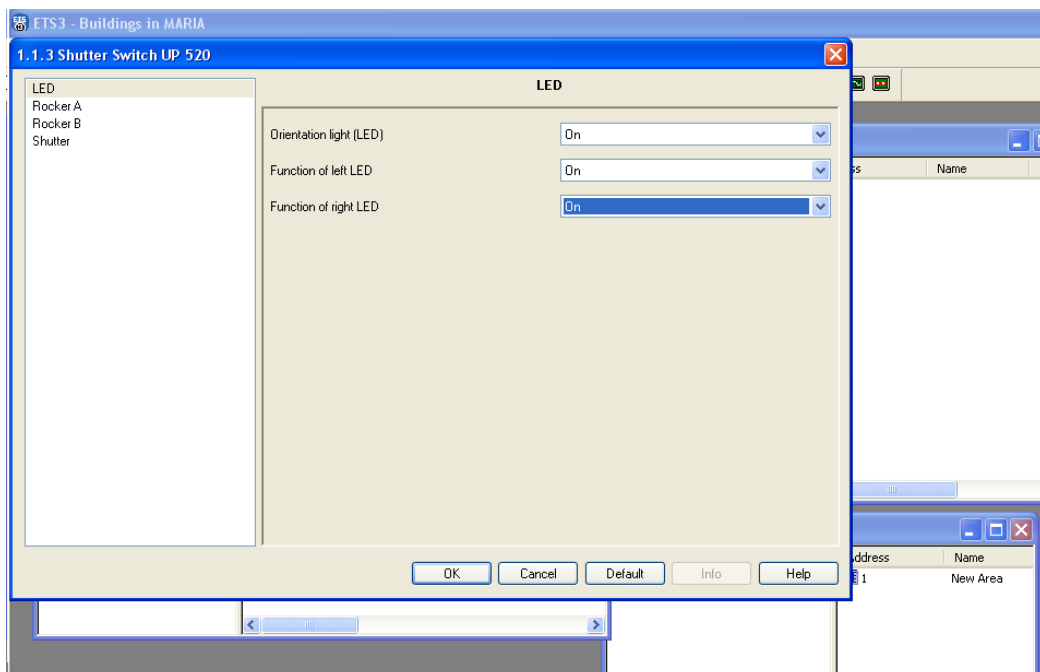 ETS3 - Buildings in MARIA
1.1.3 Shutter Switch UP 520
LED
Rocker A
Rocker B
Shutter
LED
Orientation light (LED) On
Function of left LED On
Function of right LED On
OK Cancel Default Info Help
ss Name
ddress Name
1 New Area